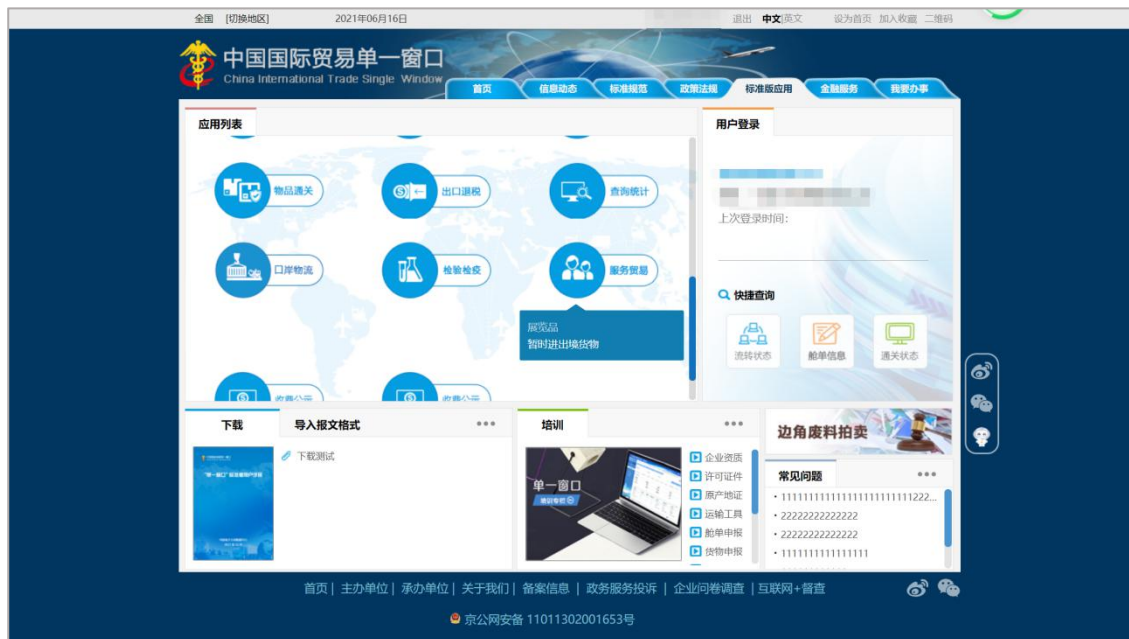 全国 [切换地区] 2021年06月16日 退出 中文|英文 设为首页 加入收藏 二维码
中国国际贸易单一窗口
China International Trade Single Window
首页 信息动态 标准规范 政策法规 标准版应用 金融服务 我要办事
应用列表
物品通关 出口退税 查询统计
口岸物流 检验检疫 服务贸易
展览品
暂时进出境货物
收费公示 收费公示
用户登录
上次登录时间:
快捷查询
流转状态 舱单信息 通关状态
下载 导入报文格式
下载测试
培训
单一窗口
培训专栏
企业资质
许可证件
原产地证
运输工具
舱单申报
货物申报
边角废料拍卖
常见问题
22222222222222
22222222222222
1111111111111111
首页| 主办单位| 承办单位| 关于我们| 备案信息 | 政务服务投诉 | 企业问卷调查 |互联网+督查
京公网安备 11011302001653号